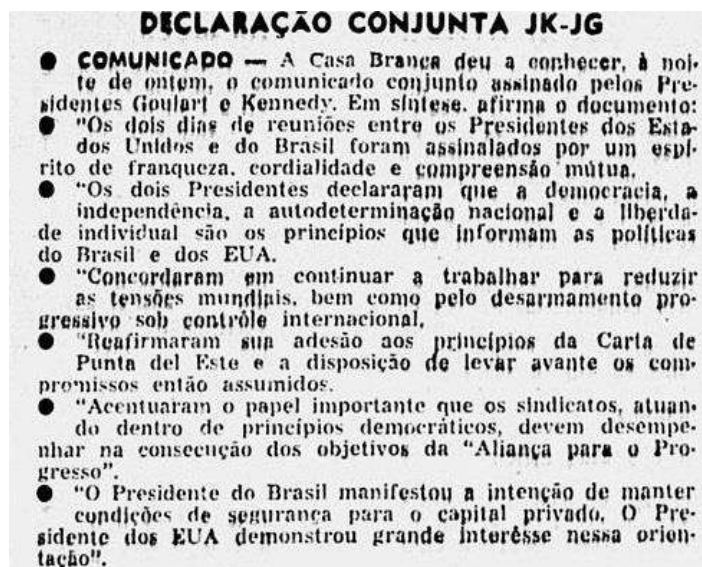 DECLARAÇÃO CONJUNTA JK-JG
● COMUNICADO — A Casa Branca deu a conhecer, à noi-
te de ontem, o comunicado conjunto assinado pelos Pre-
sidentes Goulart e Kennedy. Em síntese, afirma o documento:
● "Os dois dias de reuniões entre os Presidentes dos Esta-
dos Unidos e do Brasil foram assinalados por um espí-
rito de franqueza, cordialidade e compreensão mútua.
● "Os dois Presidentes declararam que a democracia, a
independência, a autodeterminação nacional e a liberda-
de individual são os princípios que informam as políticas
do Brasil e dos EUA.
● "Concordaram em continuar a trabalhar para reduzir
as tensões mundiais, bem como pelo desarmamento pro-
gressivo sob contrôle internacional.
● "Reafirmaram sua adesão aos princípios da Carta de
Punta del Este e a disposição de levar avante os com-
promissos então assumidos.
● "Acentuaram o papel importante que os sindicatos, atuan-
do dentro de princípios democráticos, devem desempe-
nhar na consecução dos objetivos da "Aliança para o Pro-
gresso".
● "O Presidente do Brasil manifestou a intenção de manter
condições de segurança para o capital privado. O Pre-
sidente dos EUA demonstrou grande interêsse nessa orien-
tação".